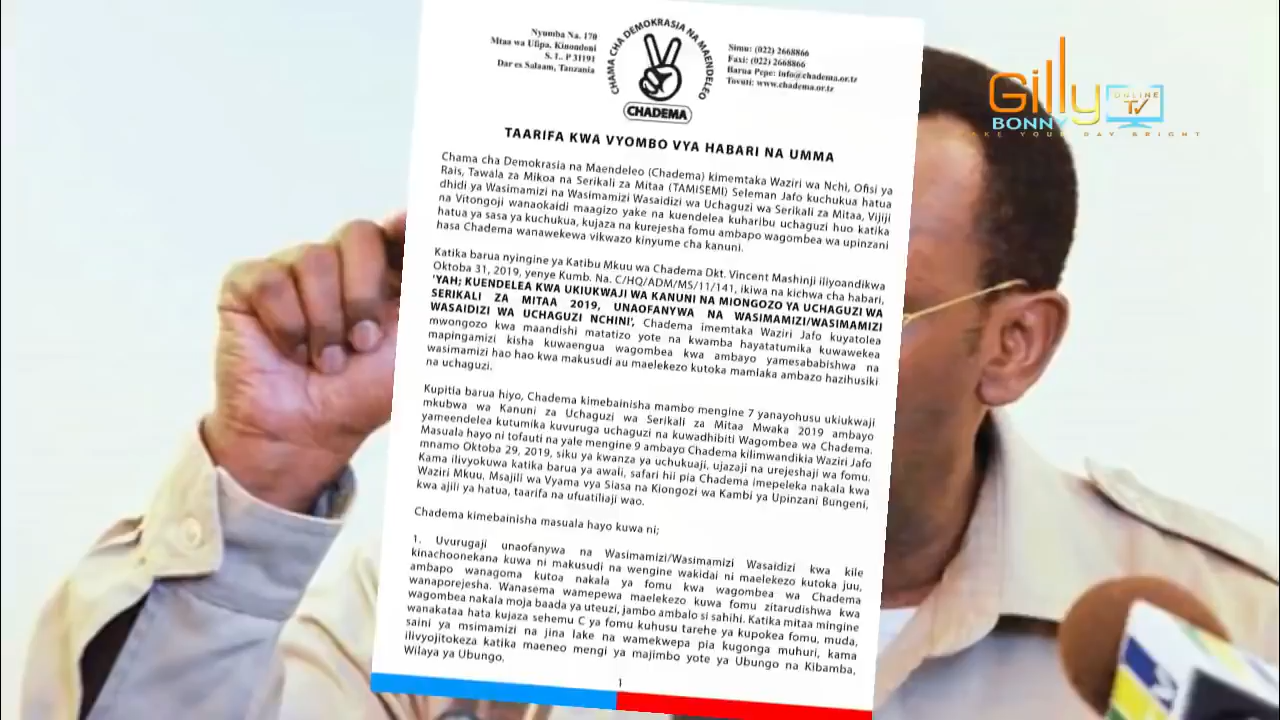 Nyumba Na. 170
Mtaa wa Ufipa, Kinondoni
S. L. P 31191
Dar es Salaam, Tanzania
CHAMA CHA DEMOKRASIA NA MAENDELEO
CHADEMA
Simu: (022) 2668866
Faxi: (022) 2668866
Barua Pepe: info@chadema.or.tz
Tovuti: www.chadema.or.tz
Gilly
BONNY
ONLINE
TV
MAKE YOUR DAY BRIGHT
TAARIFA KWA VYOMBO VYA HABARI NA UMMA
Chama cha Demokrasia na Maendeleo (Chadema) kimemtaka Waziri wa Nchi, Ofisi ya
Rais, Tawala za Mikoa na Serikali za Mitaa (TAMISEMI) Seleman Jafo kuchukua hatua
dhidi ya Wasimamizi na Wasimamizi Wasaidizi wa Uchaguzi wa Serikali za Mitaa, Vijiji
na Vitongoji wanaokaidi maagizo yake na kuendelea kuharibu uchaguzi huo katika
hatua ya sasa ya kuchukua, kujaza na kurejesha fomu ambapo wagombea wa upinzani
hasa Chadema wanawekewa vikwazo kinyume cha kanuni.
Katika barua nyingine ya Katibu Mkuu wa Chadema Dkt. Vincent Mashinji iliyoandikwa
Oktoba 31, 2019, yenye Kumb. Na. C/HQ/ADM/MS/11/141, ikiwa na kichwa cha habari,
'YAH; KUENDELEA KWA UKIUKWAJI WA KANUNI NA MIONGOZO YA UCHAGUZI WA
SERIKALI ZA MITAA 2019, UNAOFANYWA NA WASIMAMIZI/WASIMAMIZI
WASAIDIZI WA UCHAGUZI NCHINI', Chadema imemtaka Waziri Jafo kuyatolea
mwongozo kwa maandishi matatizo yote na kwamba hayatatumika kuwawekea
mapingamizi kisha kuwaengua wagombea kwa ambayo yamesababishwa na
wasimamizi hao hao kwa makusudi au maelekezo kutoka mamlaka ambazo hazihusiki
na uchaguzi.
Kupitia barua hiyo, Chadema kimebainisha mambo mengine 7 yanayohusu ukiukwaji
mkubwa wa Kanuni za Uchaguzi wa Serikali za Mitaa Mwaka 2019 ambayo
yameendelea kutumika kuvuruga uchaguzi na kuwadhibiti Wagombea wa Chadema.
Masuala hayo ni tofauti na yale mengine 9 ambayo Chadema kilimwandikia Waziri Jafo
mnamo Oktoba 29, 2019, siku ya kwanza ya uchukuaji, ujazaji na urejeshaji wa fomu.
Kama ilivyokuwa katika barua ya awali, safari hii pia Chadema imepeleka nakala kwa
Waziri Mkuu, Msajili wa Vyama vya Siasa na Kiongozi wa Kambi ya Upinzani Bungeni,
kwa ajili ya hatua, taarifa na ufuatiliaji wao.
Chadema kimebainisha masuala hayo kuwa ni;
1. Uvurugaji unaofanywa na Wasimamizi/Wasimamizi Wasaidizi kwa kile
kinachoonekana kuwa ni makusudi na wengine wakidai ni maelekezo kutoka juu,
ambapo wanagoma kutoa nakala ya fomu kwa wagombea wa Chadema
wanaporejesha. Wanasema wamepewa maelekezo kuwa fomu zitarudishwa kwa
wagombea nakala moja baada ya uteuzi, jambo ambalo si sahihi. Katika mitaa mingine
wanakataa hata kujaza sehemu C ya fomu kuhusu tarehe ya kupokea fomu, muda,
saini ya msimamizi na jina lake na wamekwepa pia kugonga muhuri, kama
ilivyojitokeza katika maeneo mengi ya majimbo yote ya Ubungo na Kibamba,
Wilaya ya Ubungo.
1